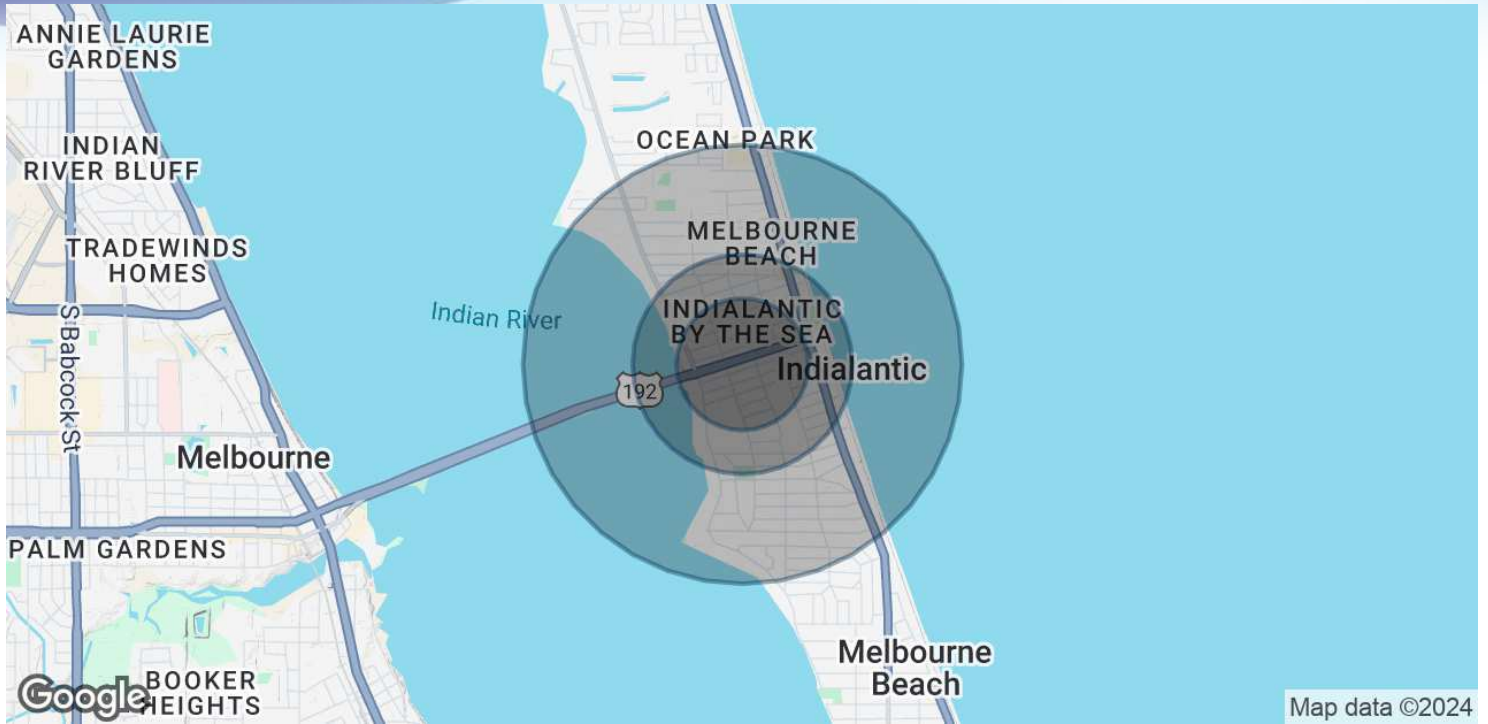 ANNIE LAURIE
GARDENS
OCEAN PARK
INDIAN
RIVER BLUFF
MELBOURNE
BEACH
TRADEWINDS
HOMES
Indian River
INDIALANTIC
BY THE SEA
S Babcock St
Indialantic
192
Melbourne
PALM GARDENS
Melbourne
Beach
BOOKER
HEIGHTS
Google
Map data ©2024